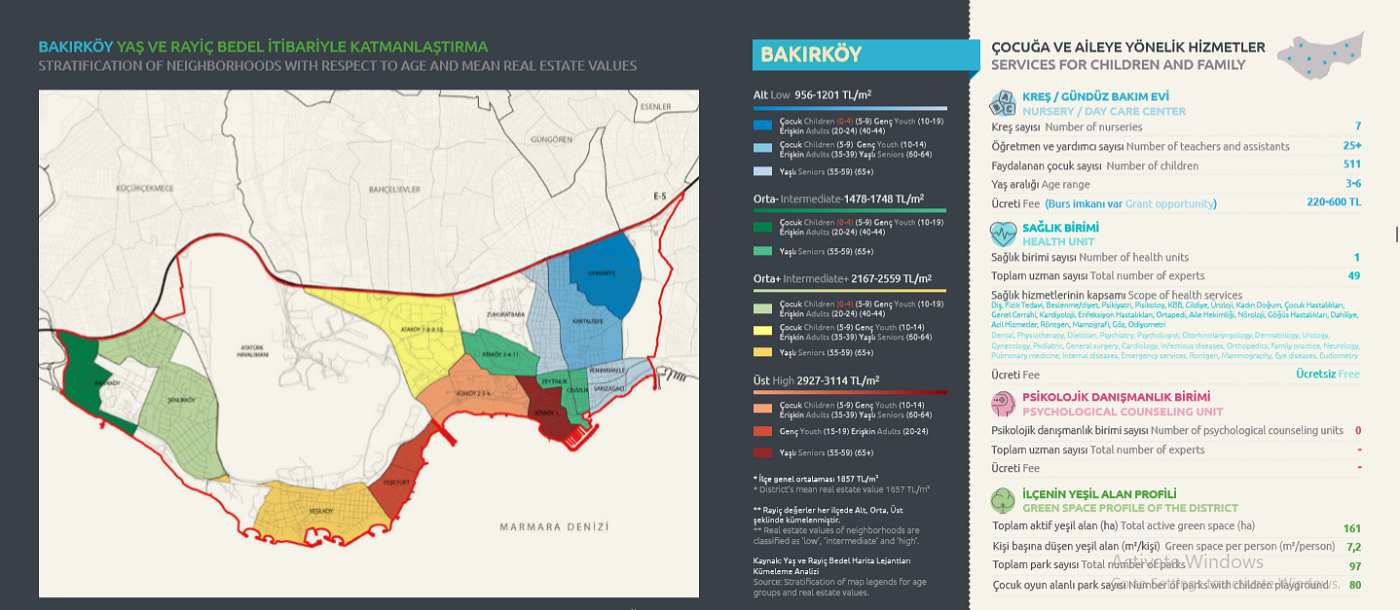 BAKIRKÖY YAŞ VE RAYİÇ BEDEL İTİBARİYLE KATMANLAŞTIRMA
STRATIFICATION OF NEIGHBORHOODS WITH RESPECT TO AGE AND MEAN REAL ESTATE VALUES
ESENLER
GÜNGÖREN
KÜÇÜKÇEKMECE
BAHÇELİEVLER
E-5
OSMANİYE
ZUHURATBABA
KARTALTEPE
ATAKÖY 7-8-9-10.
ATATÜRK
HAVALİMANI
ATAKÖY 3-4-11.
YENİMAHALLE
ZEYTİNLİK
SAKIZAĞACI
CEVİZLİK
BASINKÖY
ATAKÖY 2-5-6.
ŞENLİKKÖY
ATAKÖY 1.
YEŞİLYURT
YEŞİLKÖY
MARMARA DENİZİ
BAKIRKÖY
Alt Low 956-1201 TL/m²
Çocuk Children (0-4) (5-9) Genç Youth (10-19)
Erişkin Adults (20-24) (40-44)
Çocuk Children (5-9) Genç Youth (10-14)
Erişkin Adults (35-39) Yaşlı Seniors (60-64)
Yaşlı Seniors (55-59) (65+)
Orta- Intermediate-1478-1748 TL/m²
Çocuk Children (0-4) (5-9) Genç Youth (10-19)
Erişkin Adults (20-24) (40-44)
Yaşlı Seniors (55-59) (65+)
Orta+ Intermediate+ 2167-2559 TL/m²
Çocuk Children (0-4) (5-9) Genç Youth (10-19)
Erişkin Adults (20-24) (40-44)
Çocuk Children (5-9) Genç Youth (10-14)
Erişkin Adults (35-39) Yaşlı Seniors (60-64)
Yaşlı Seniors (55-59) (65+)
Üst High 2927-3114 TL/m²
Çocuk Children (5-9) Genç Youth (10-14)
Erişkin Adults (35-39) Yaşlı Seniors (60-64)
Genç Youth (15-19) Erişkin Adults (20-24)
Yaşlı Seniors (55-59) (65+)
* İlçe genel ortalaması 1857 TL/m²
* District's mean real estate value 1857 TL/m²
** Rayiç değerler her ilçede Alt, Orta, Üst
şeklinde kümelenmiştir.
** Real estate values of neighborhoods are
classified as 'low', 'intermediate' and 'high'.
Kaynak: Yaş ve Rayiç Bedel Harita Lejantları
Kümeleme Analizi
Source: Stratification of map legends for age
groups and real estate values.
ÇOCUĞA VE AİLEYE YÖNELİK HİZMETLER
SERVICES FOR CHILDREN AND FAMILY
KREŞ / GÜNDÜZ BAKIM EVİ
NURSERY / DAY CARE CENTER
Kreş sayısı Number of nurseries 7
Öğretmen ve yardımcı sayısı Number of teachers and assistants 25+
Faydalanan çocuk sayısı Number of children 511
Yaş aralığı Age range 3-6
Ücreti Fee (Burs imkanı var Grant opportunity) 220-600 TL
SAĞLIK BİRİMİ
HEALTH UNIT
Sağlık birimi sayısı Number of health units 1
Toplam uzman sayısı Total number of experts 49
Sağlık hizmetlerinin kapsamı Scope of health services
Diş, Fizik Tedavi, Beslenme/diyet, Psikiyatri, Psikolog, KBB, Cildiye, Üroloji, Kadın Doğum, Çocuk Hastalıkları,
Genel Cerrahi, Kardiyoloji, Enfeksiyon Hastalıkları, Ortapedi, Aile Hekimliği, Nöroloji, Göğüs Hastalıkları, Dahiliye,
Acil Hizmetler, Röntgen, Mamografi, Göz, Odiyometri
Dental, Physiotherapy, Dietician, Psychiatry, Psychologist, Otorhinolaryngology, Dermatology, Urology,
Gynecology, Pediatric, General surgery, Cardiology, Infectious diseases, Orthopedics, Family practice, Neurology,
Pulmonary medicine, Internal diseases, Emergency services, Rontgen, Mammography, Eye diseases, Eudiometry
Ücreti Fee Ücretsiz Free
PSİKOLOJİK DANIŞMANLIK BİRİMİ
PSYCHOLOGICAL COUNSELING UNIT
Psikolojik danışmanlık birimi sayısı Number of psychological counseling units 0
Toplam uzman sayısı Total number of experts -
Ücreti Fee -
İLÇENİN YEŞİL ALAN PROFİLİ
GREEN SPACE PROFILE OF THE DISTRICT
Toplam aktif yeşil alan (ha) Total active green space (ha) 161
Kişi başına düşen yeşil alan (m²/kişi) Green space per person (m²/person) 7,2
Activate Windows
Toplam park sayısı Total number of parks 97
Go to Settings to activate Windows.
Çocuk oyun alanlı park sayısı Number of parks with children playground 80